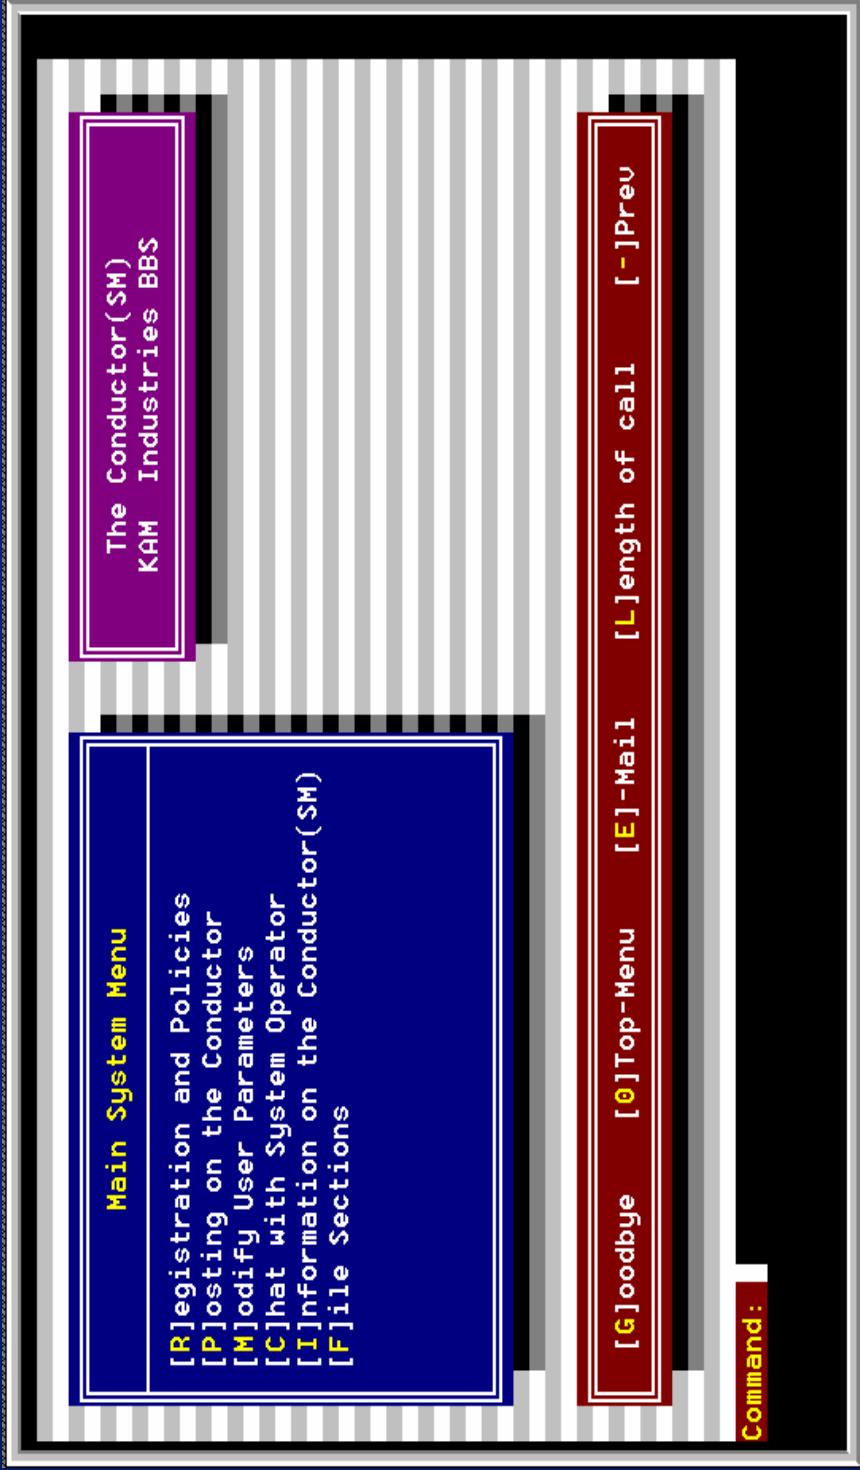 Main System Menu
[R]egistration and Policies
[P]osting on the Conductor
[M]odify User Parameters
[C]hat with System Operator
[I]nformation on the Conductor(SM)
[F]ile Sections
The Conductor(SM)
KAM  Industries BBS
[G]oodbye [0]Top-Menu [E]-Mail [L]ength of call [-]Prev
Command: